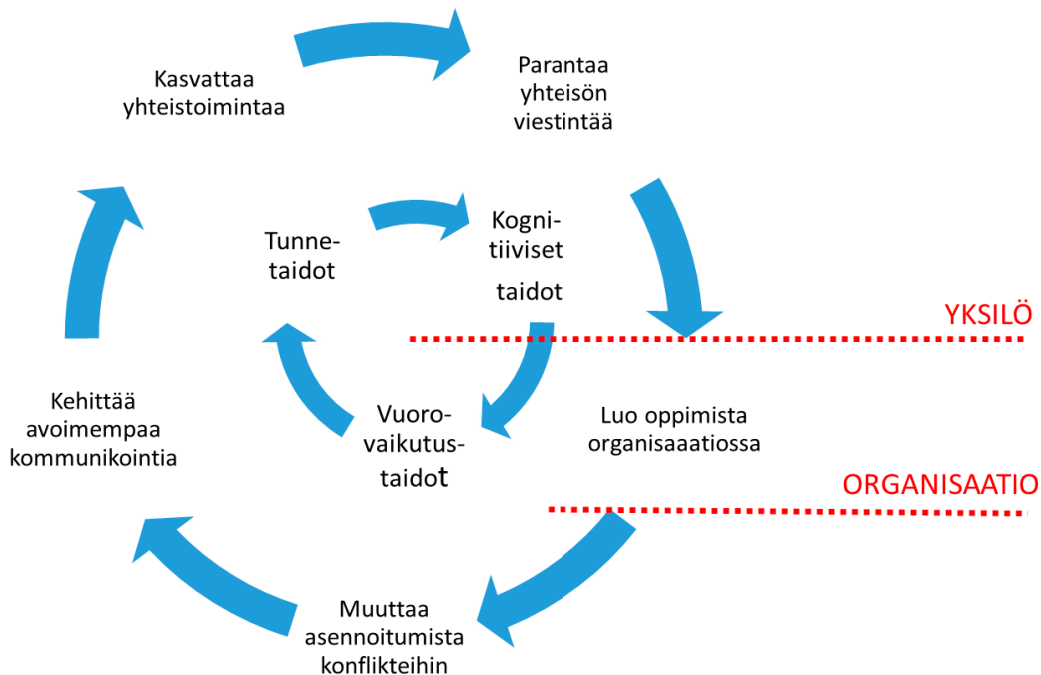 Kasvattaa
yhteistoimintaa
Parantaa
yhteisön
viestintää
Tunne-
taidot
Kogni-
tiiviset
taidot
YKSILÖ
Kehittää
avoimempaa
kommunikointia
Vuoro-
vaikutus-
taidot
Luo oppimista
organisaaatiossa
ORGANISAATIO
Muuttaa
asennoitumista
konflikteihin